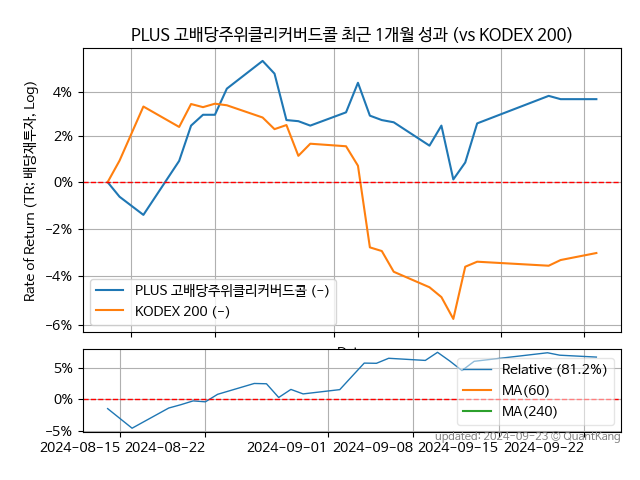 PLUS 고배당주위클리커버드콜 최근 1개월 성과 (vs KODEX 200)
Rate of Return (TR: 배당재투자, Log)
4%
2%
0%
−2%
−4%
−6%
PLUS 고배당주위클리커버드콜 (-)
KODEX 200 (-)
5%
0%
−5%
Relative (81.2%)
MA(60)
MA(240)
updated: 2024-09-23 © QuantKang
2024-08-15 2024-08-22 2024-09-01 2024-09-08 2024-09-15 2024-09-22